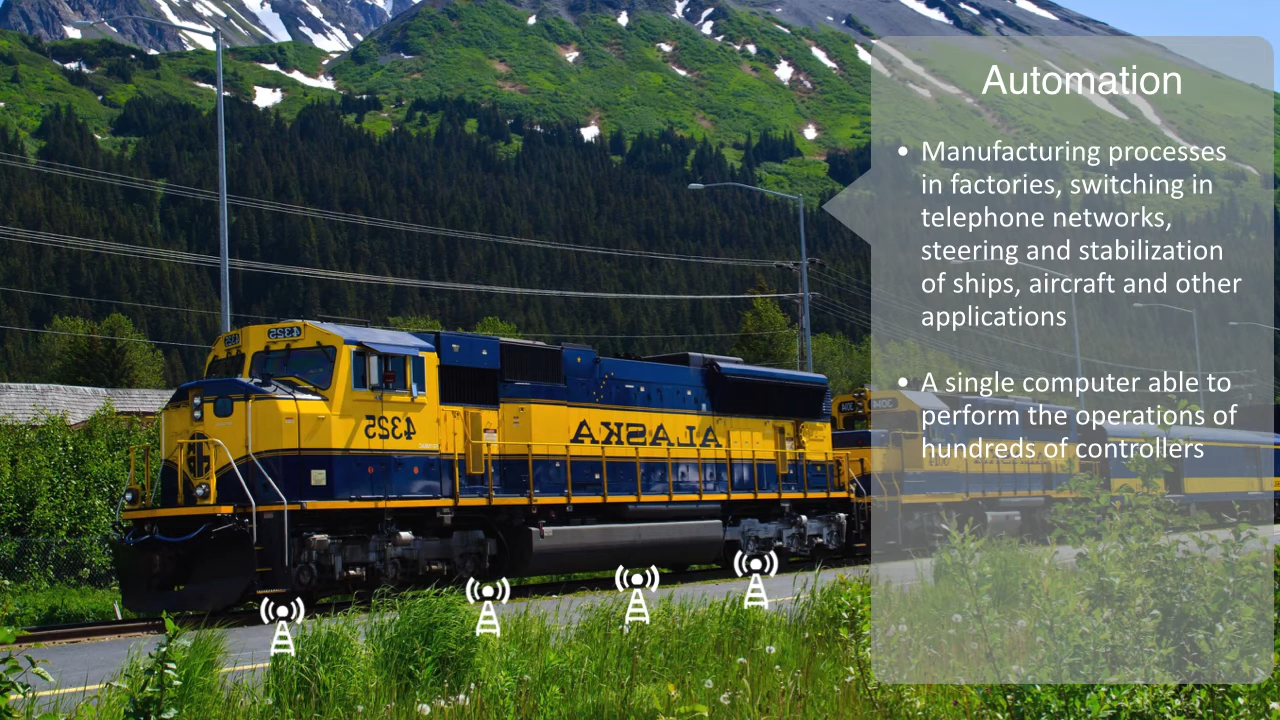 Automation
• Manufacturing processes
in factories, switching in
telephone networks,
steering and stabilization
of ships, aircraft and other
applications
• A single computer able to
perform the operations of
hundreds of controllers
4325
4325
ALASKA